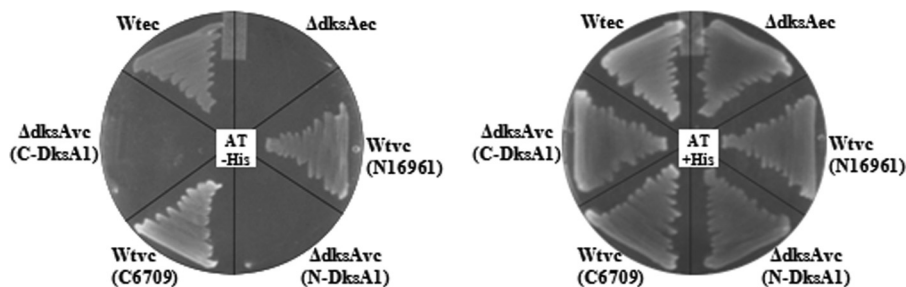 Wtec
ΔdksAec
ΔdksAvc
(C-DksA1)
AT
-His
Wtvc
(N16961)
Wtvc
(C6709)
ΔdksAvc
(N-DksA1)
Wtec
ΔdksAec
ΔdksAvc
(C-DksA1)
AT
+His
Wtvc
(N16961)
Wtvc
(C6709)
ΔdksAvc
(N-DksA1)